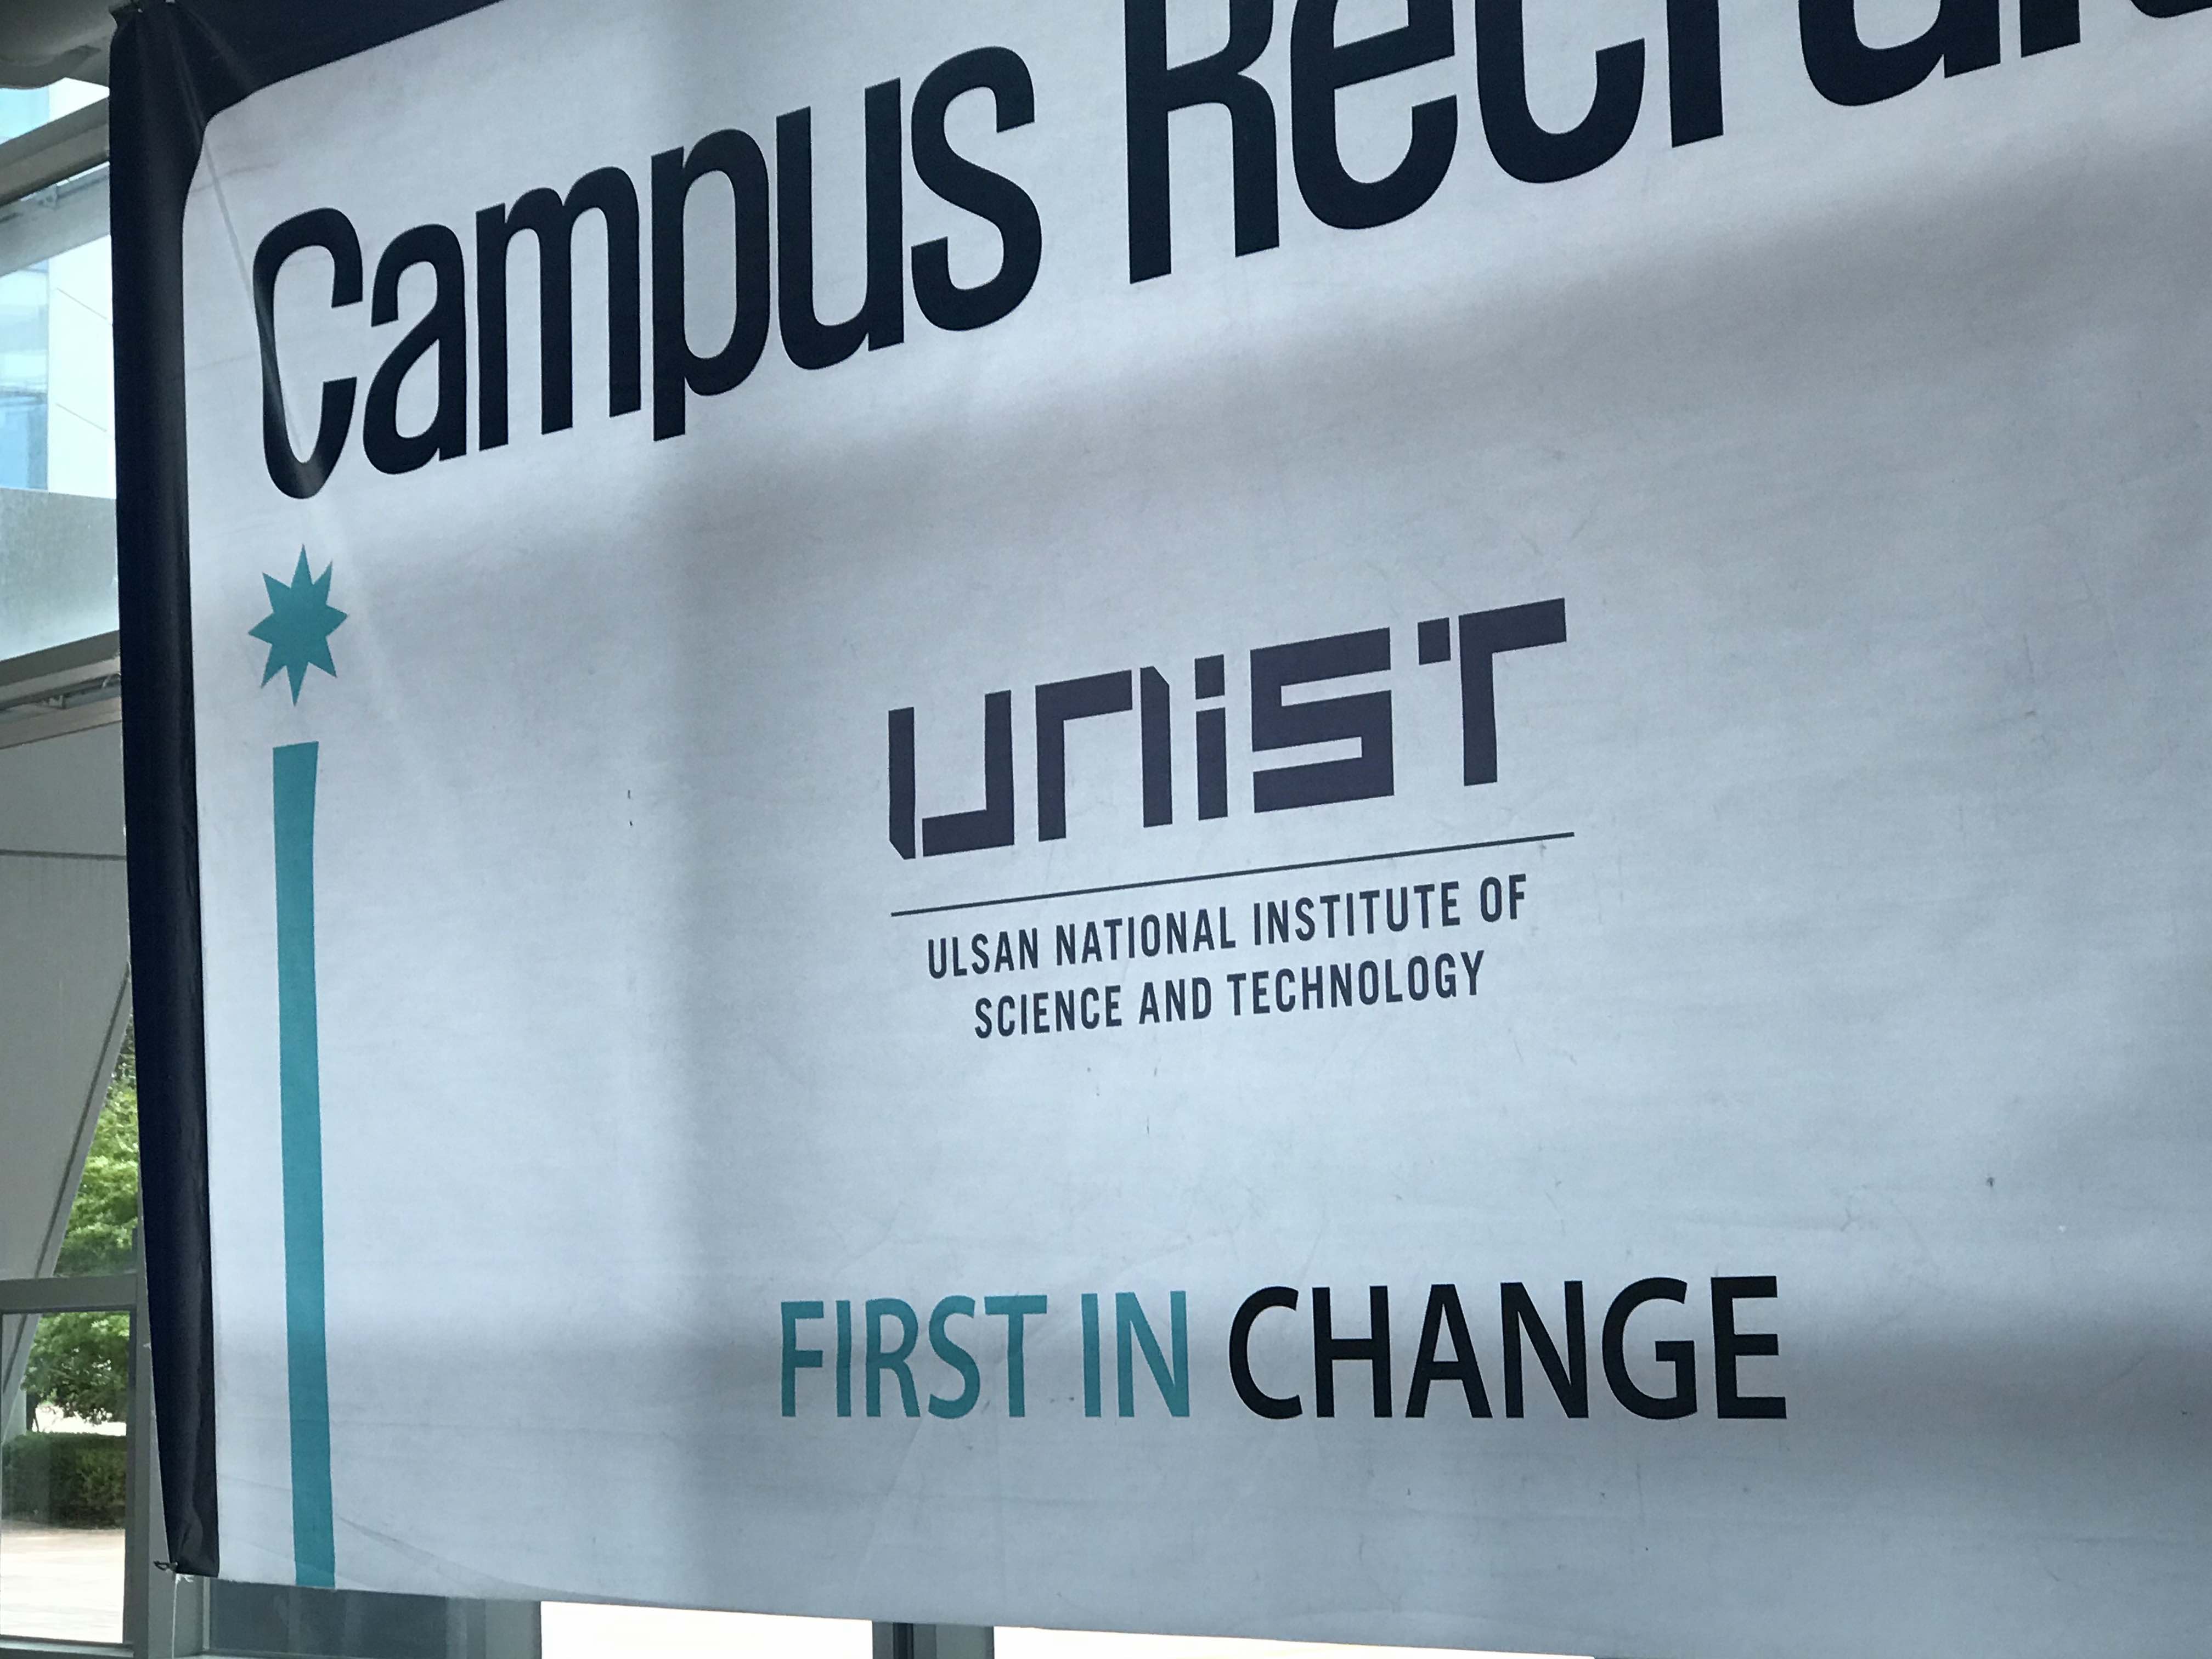 Campus
UNIST
ULSAN NATIONAL INSTITUTE OF
SCIENCE AND TECHNOLOGY
FIRST IN CHANGE